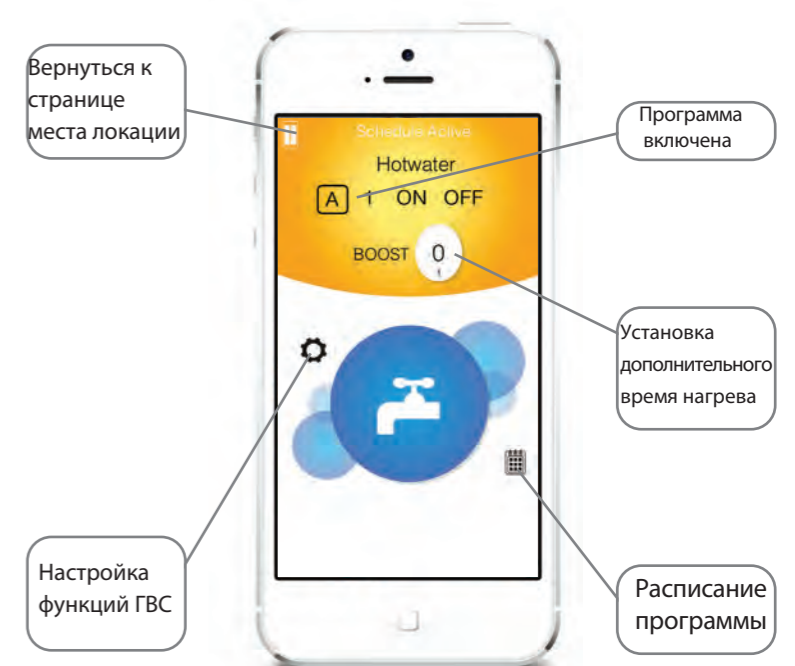 Вернуться к
странице
места локации
Программа
включена
Schedule Active
Hotwater
A 1 ON OFF
BOOST 0
1
Установка
дополнительного
время нагрева
Настройка
функций ГВС
Расписание
программы